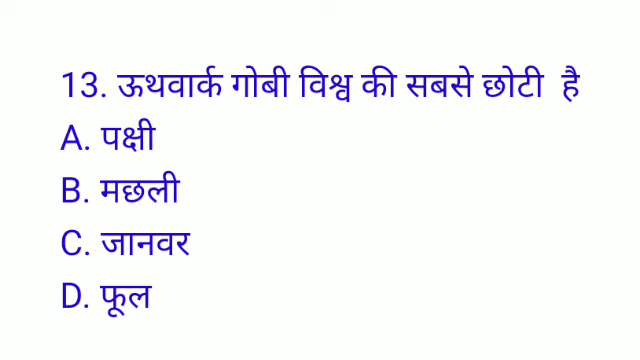 13. ऊथवार्क गोबी विश्व की सबसे छोटी है
A. पक्षी
B. मछली
C. जानवर
D. फूल